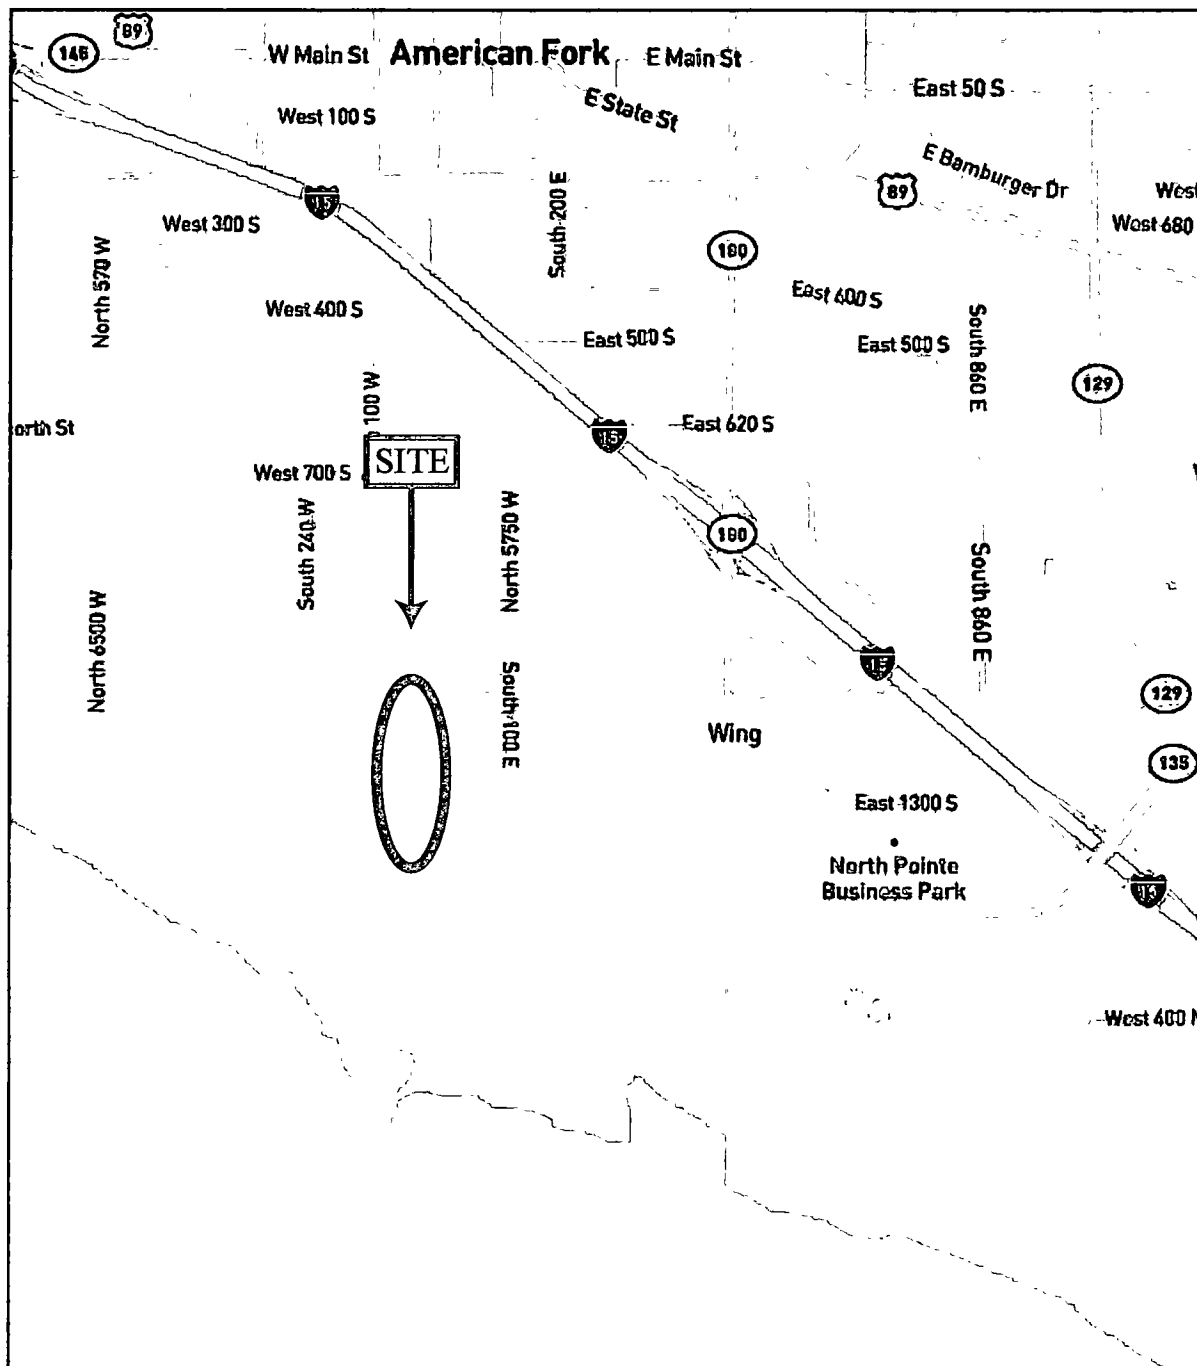 89
145
W Main St
American Fork
E Main St
East 50 S
E State St
West 100 S
E Bamburger Dr
89
West
South 200 E
15
West 300 S
West 680
North 570 W
180
East 400 S
West 400 S
South 860 E
East 500 S
East 500 S
129
100 W
orth St
15
East 620 S
SITE
West 700 S
South 240 W
North 5750 W
180
South 860 E
North 6500 W
15
South 100 E
129
Wing
135
East 1300 S
North Pointe
Business Park
15
West 400 N